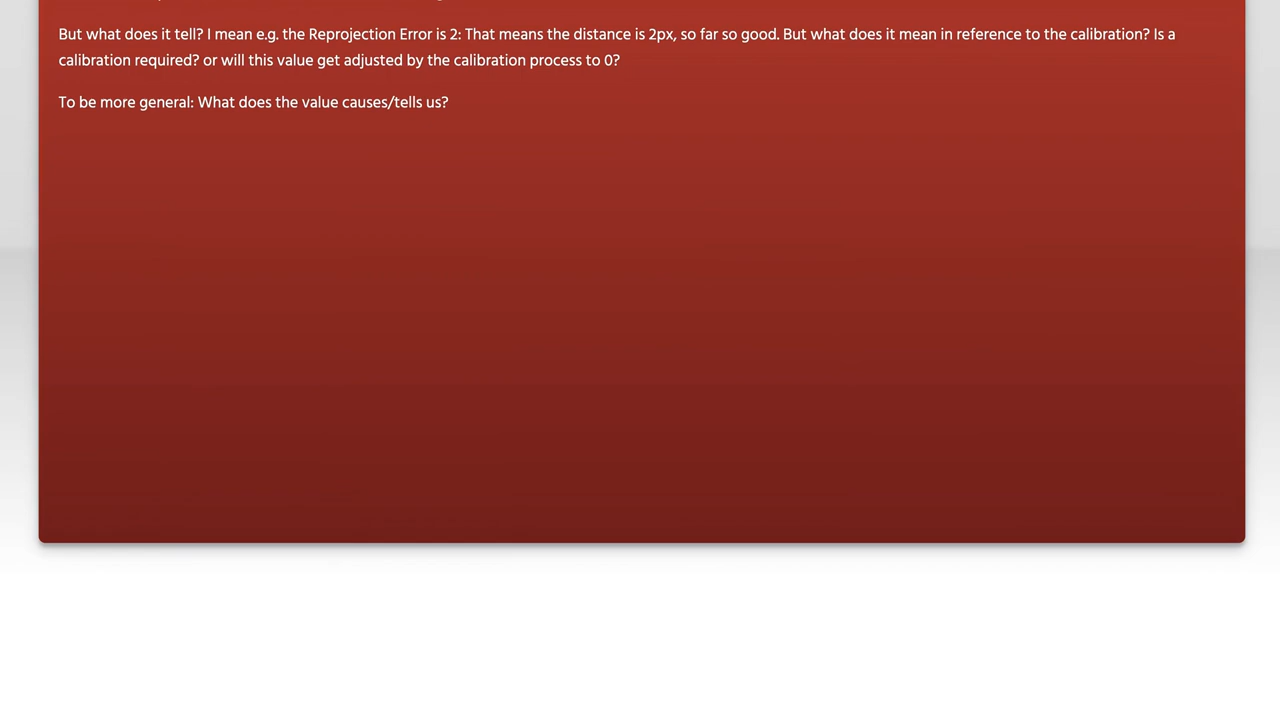 But what does it tell? I mean e.g. the Reprojection Error is 2: That means the distance is 2px, so far so good. But what does it mean in reference to the calibration? Is a
calibration required? or will this value get adjusted by the calibration process to 0?
To be more general: What does the value causes/tells us?